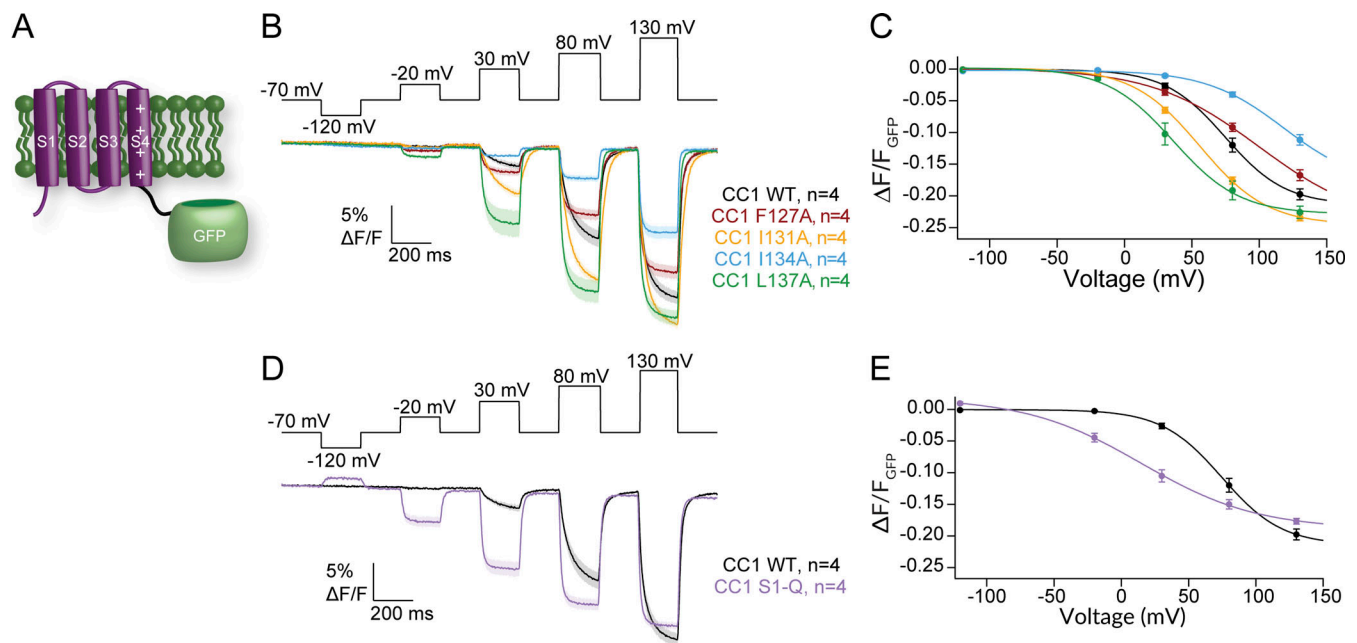 A
S1 S2 S3 S4
+
+
+
+
GFP
B
-70 mV
-120 mV
-20 mV
30 mV
80 mV
130 mV
5%
ΔF/F
200 ms
CC1 WT, n=4
CC1 F127A, n=4
CC1 I131A, n=4
CC1 I134A, n=4
CC1 L137A, n=4
C
ΔF/F GFP
0.00
-0.05
-0.10
-0.15
-0.20
-0.25
-100 -50 0 50 100 150
Voltage (mV)
D
-70 mV
-120 mV
-20 mV
30 mV
80 mV
130 mV
5%
ΔF/F
200 ms
CC1 WT, n=4
CC1 S1-Q, n=4
E
ΔF/F GFP
0.00
-0.05
-0.10
-0.15
-0.20
-0.25
-100 -50 0 50 100 150
Voltage (mV)